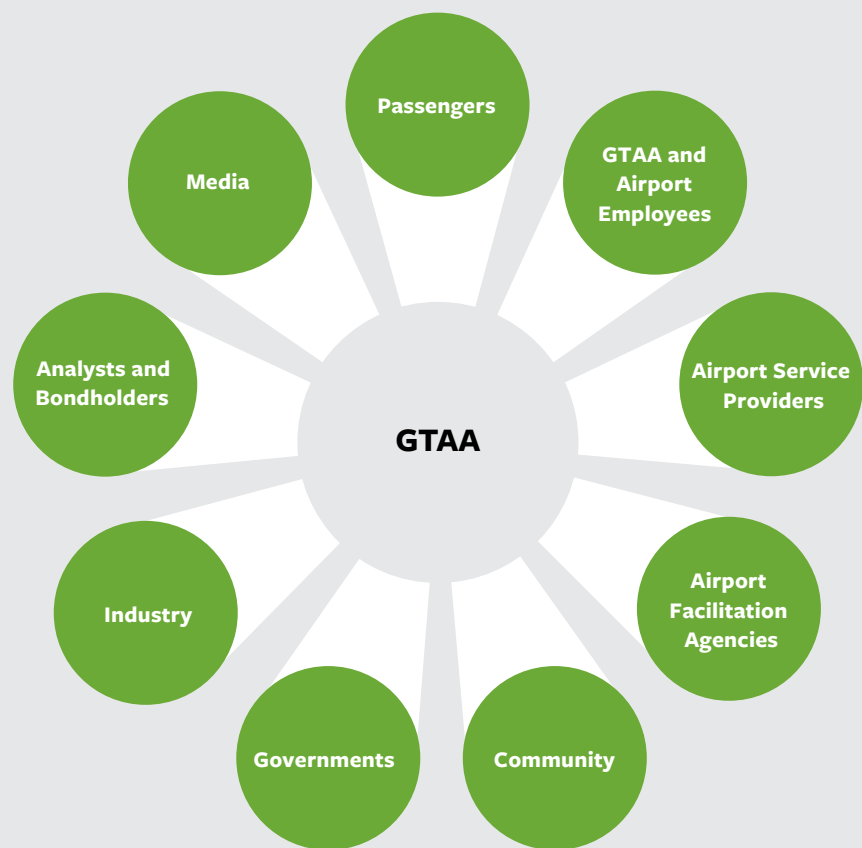 Passengers
GTAA and
Airport
Employees
Media
Airport Service
Providers
Analysts and
Bondholders
GTAA
Airport
Facilitation
Agencies
Industry
Governments
Community